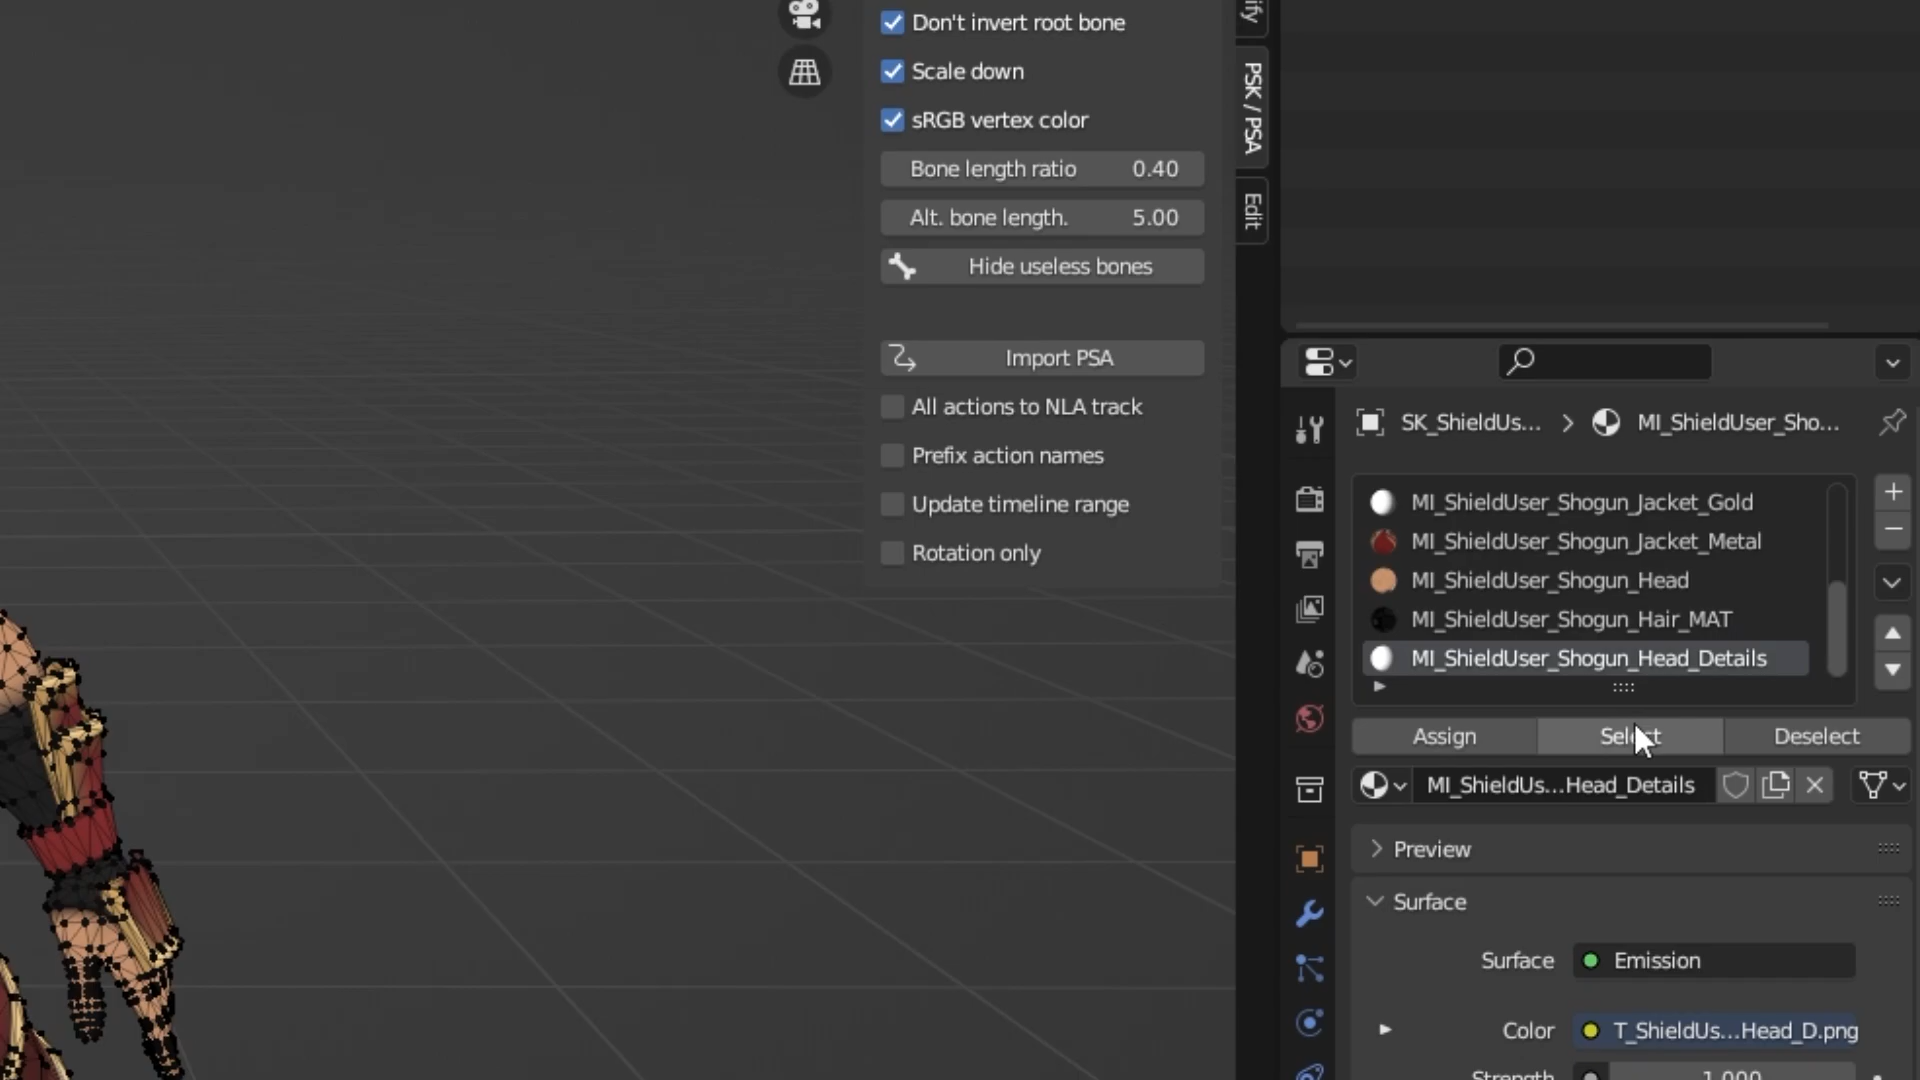 Don't invert root bone
Scale down
sRGB vertex color
Bone length ratio 0.40
Alt. bone length. 5.00
Hide useless bones
Import PSA
All actions to NLA track
Prefix action names
Update timeline range
Rotation only
ify
PSK / PSA
Edit
SK_ShieldUs... > MI_ShieldUser_Sho...
MI_ShieldUser_Shogun_Jacket_Gold
MI_ShieldUser_Shogun_Jacket_Metal
MI_ShieldUser_Shogun_Head
MI_ShieldUser_Shogun_Hair_MAT
MI_ShieldUser_Shogun_Head_Details
Assign Select Deselect
MI_ShieldUs...Head_Details
Preview
Surface
Surface Emission
Color T_ShieldUs...Head_D.png
Strength 1.000